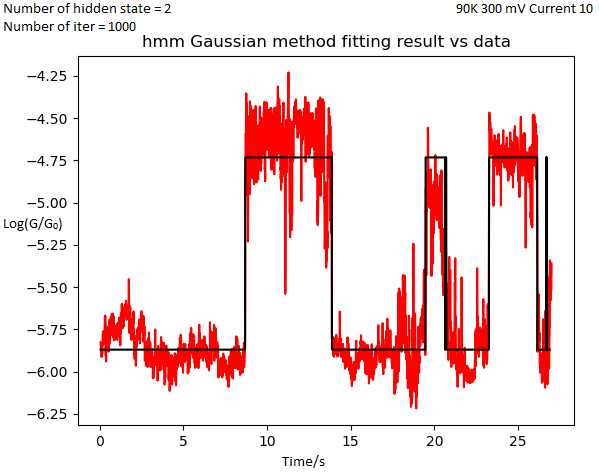 Number of hidden state = 2
90K 300 mV Current 10
Number of iter = 1000
hmm Gaussian method fitting result vs data
−4.25
−4.50
−4.75
−5.00
Log(G/G₀)
−5.25
−5.50
−5.75
−6.00
−6.25
0 5 10 15 20 25
Time/s